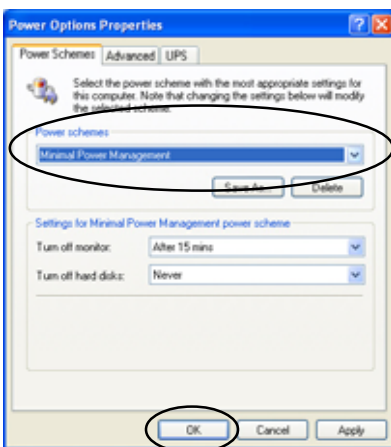 Power Options Properties
Power Schemes Advanced UPS
Select the power scheme with the most appropriate settings for
this computer. Note that changing the settings below will modify
the selected scheme.
Power schemes
Minimal Power Management
Save As... Delete
Settings for Minimal Power Management power scheme
Turn off monitor: After 15 mins
Turn off hard disks: Never
OK Cancel Apply